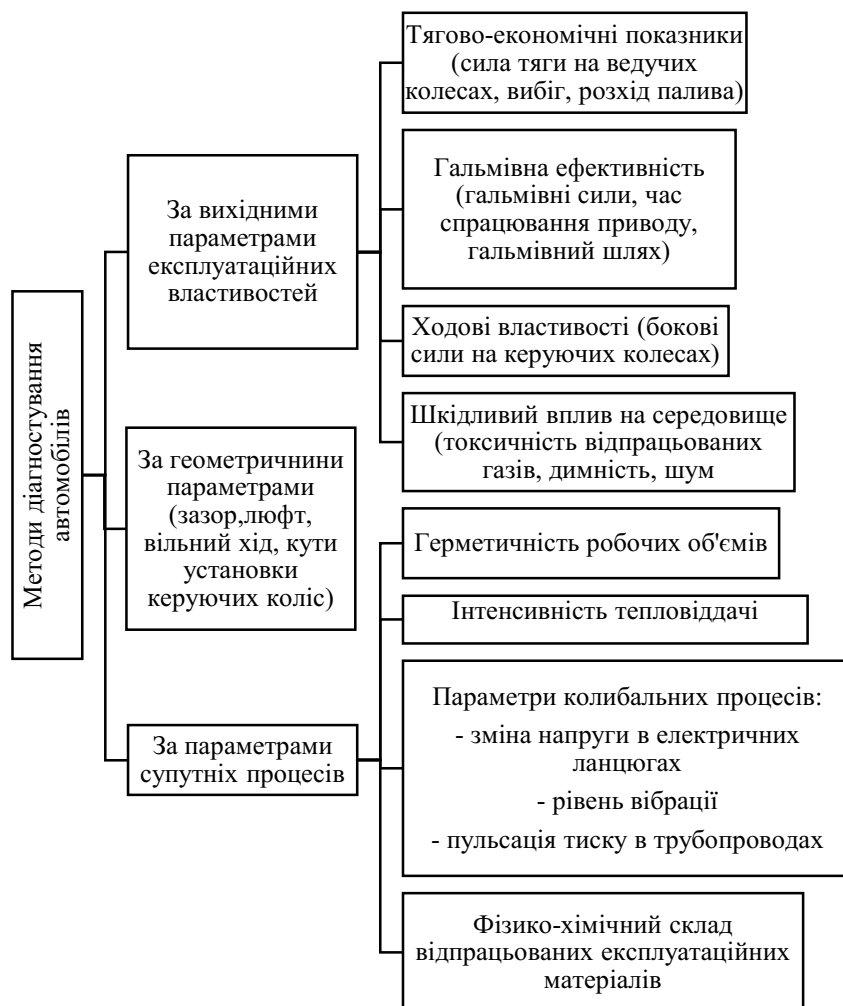 Методи діагностування
автомобілів
За вихідними
параметрами
експлуатаційних
властивостей
Тягово-економічні показники
(сила тяги на ведучих
колесах, вибіг, розхід палива)
Гальмівна ефективність
(гальмівні сили, час
спрацювання приводу,
гальмівний шлях)
Ходові властивості (бокові
сили на керуючих колесах)
Шкідливий вплив на середовище
(токсичність відпрацьованих
газів, димність, шум
За геометричнини
параметрами
(зазор,люфт,
вільний хід, кути
установки
керуючих коліс)
За параметрами
супутніх процесів
Герметичність робочих об'ємів
Інтенсивність тепловіддачі
Параметри колибальних процесів:
- зміна напруги в електричних
ланцюгах
- рівень вібрації
- пульсація тиску в трубопроводах
Фізико-хімічний склад
відпрацьованих експлуатаційних
матеріалів